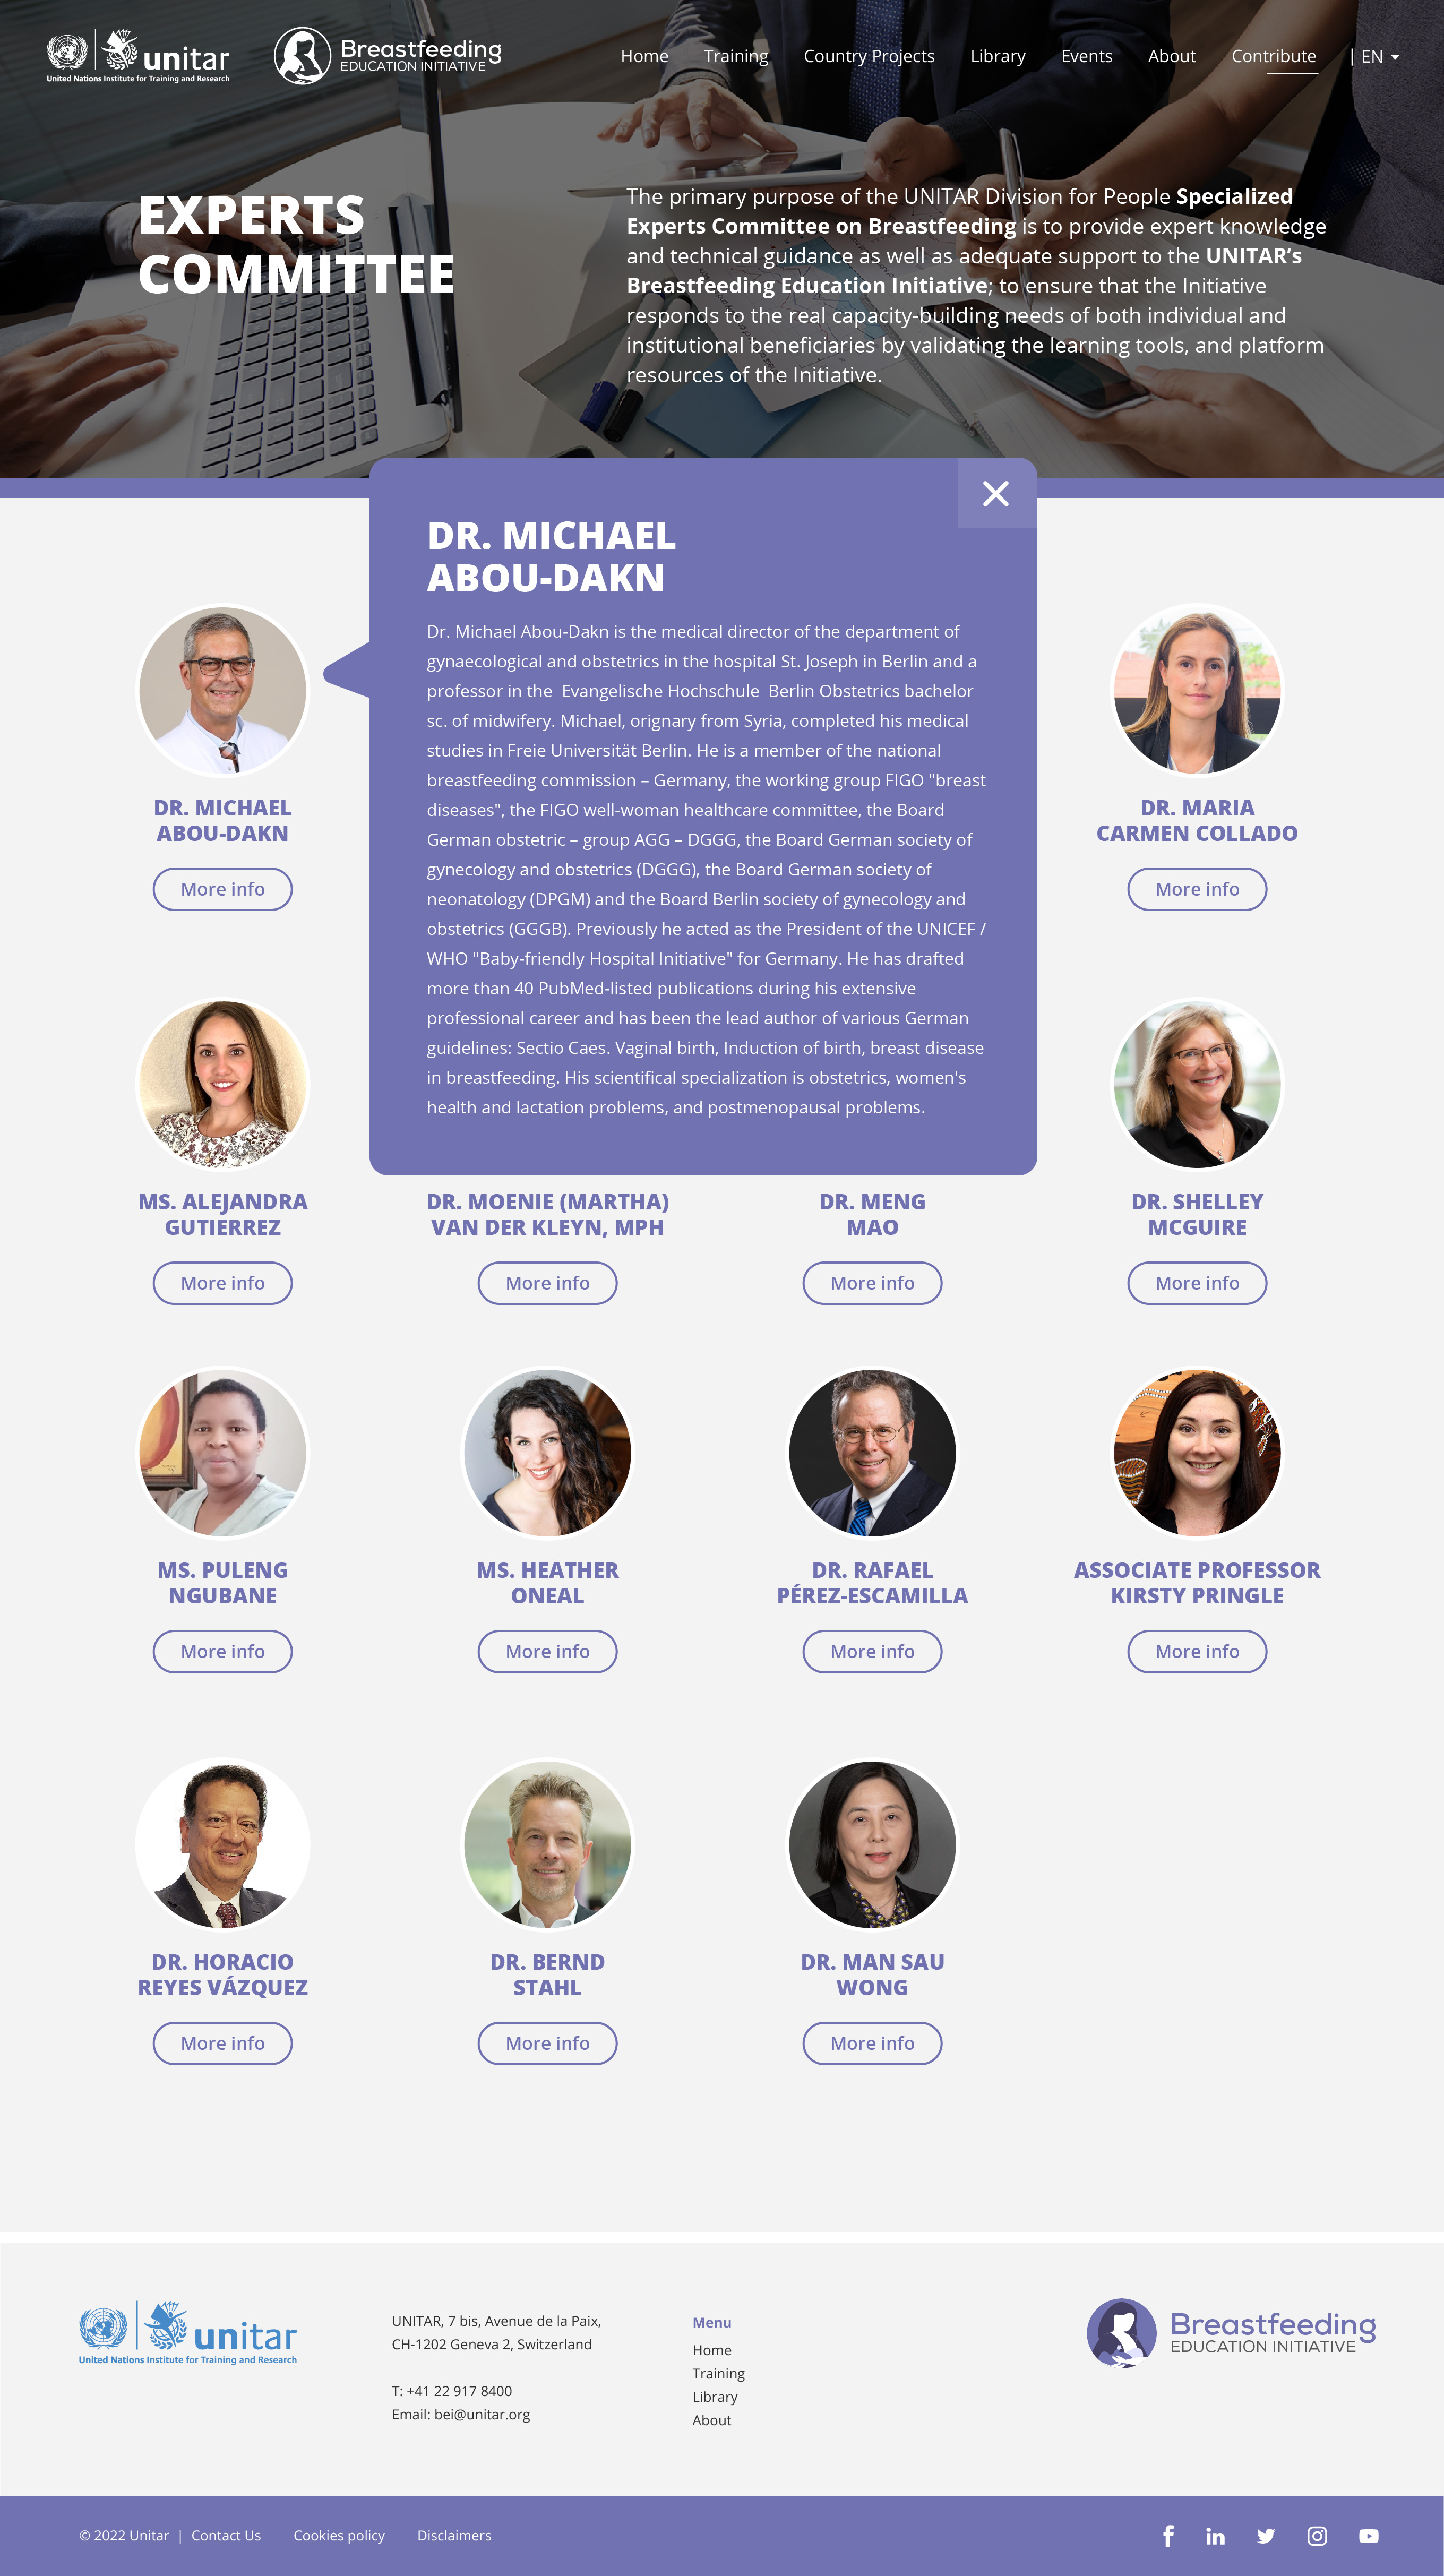 unitar
United Nations Institute for Training and Research
Breastfeeding
EDUCATION INITIATIVE
Home Training Country Projects Library Events About Contribute | EN
EXPERTS
COMMITTEE
The primary purpose of the UNITAR Division for People Specialized
Experts Committee on Breastfeeding is to provide expert knowledge
and technical guidance as well as adequate support to the UNITAR’s
Breastfeeding Education Initiative; to ensure that the Initiative
responds to the real capacity-building needs of both individual and
institutional beneficiaries by validating the learning tools, and platform
resources of the Initiative.
DR. MICHAEL
ABOU-DAKN
Dr. Michael Abou-Dakn is the medical director of the department of
gynaecological and obstetrics in the hospital St. Joseph in Berlin and a
professor in the Evangelische Hochschule Berlin Obstetrics bachelor
sc. of midwifery. Michael, orignary from Syria, completed his medical
studies in Freie Universität Berlin. He is a member of the national
breastfeeding commission – Germany, the working group FIGO "breast
diseases", the FIGO well-woman healthcare committee, the Board
German obstetric – group AGG – DGGG, the Board German society of
gynecology and obstetrics (DGGG), the Board German society of
neonatology (DPGM) and the Board Berlin society of gynecology and
obstetrics (GGGB). Previously he acted as the President of the UNICEF /
WHO "Baby-friendly Hospital Initiative" for Germany. He has drafted
more than 40 PubMed-listed publications during his extensive
professional career and has been the lead author of various German
guidelines: Sectio Caes. Vaginal birth, Induction of birth, breast disease
in breastfeeding. His scientifical specialization is obstetrics, women's
health and lactation problems, and postmenopausal problems.
DR. MICHAEL
ABOU-DAKN
More info
DR. MARIA
CARMEN COLLADO
More info
MS. ALEJANDRA
GUTIERREZ
More info
DR. MOENIE (MARTHA)
VAN DER KLEYN, MPH
More info
DR. MENG
MAO
More info
DR. SHELLEY
MCGUIRE
More info
MS. PULENG
NGUBANE
More info
MS. HEATHER
ONEAL
More info
DR. RAFAEL
PÉREZ-ESCAMILLA
More info
ASSOCIATE PROFESSOR
KIRSTY PRINGLE
More info
DR. HORACIO
REYES VÁZQUEZ
More info
DR. BERND
STAHL
More info
DR. MAN SAU
WONG
More info
unitar
United Nations Institute for Training and Research
UNITAR, 7 bis, Avenue de la Paix,
CH-1202 Geneva 2, Switzerland
T: +41 22 917 8400
Email: bei@unitar.org
Menu
Home
Training
Library
About
Breastfeeding
EDUCATION INITIATIVE
© 2022 Unitar | Contact Us Cookies policy Disclaimers